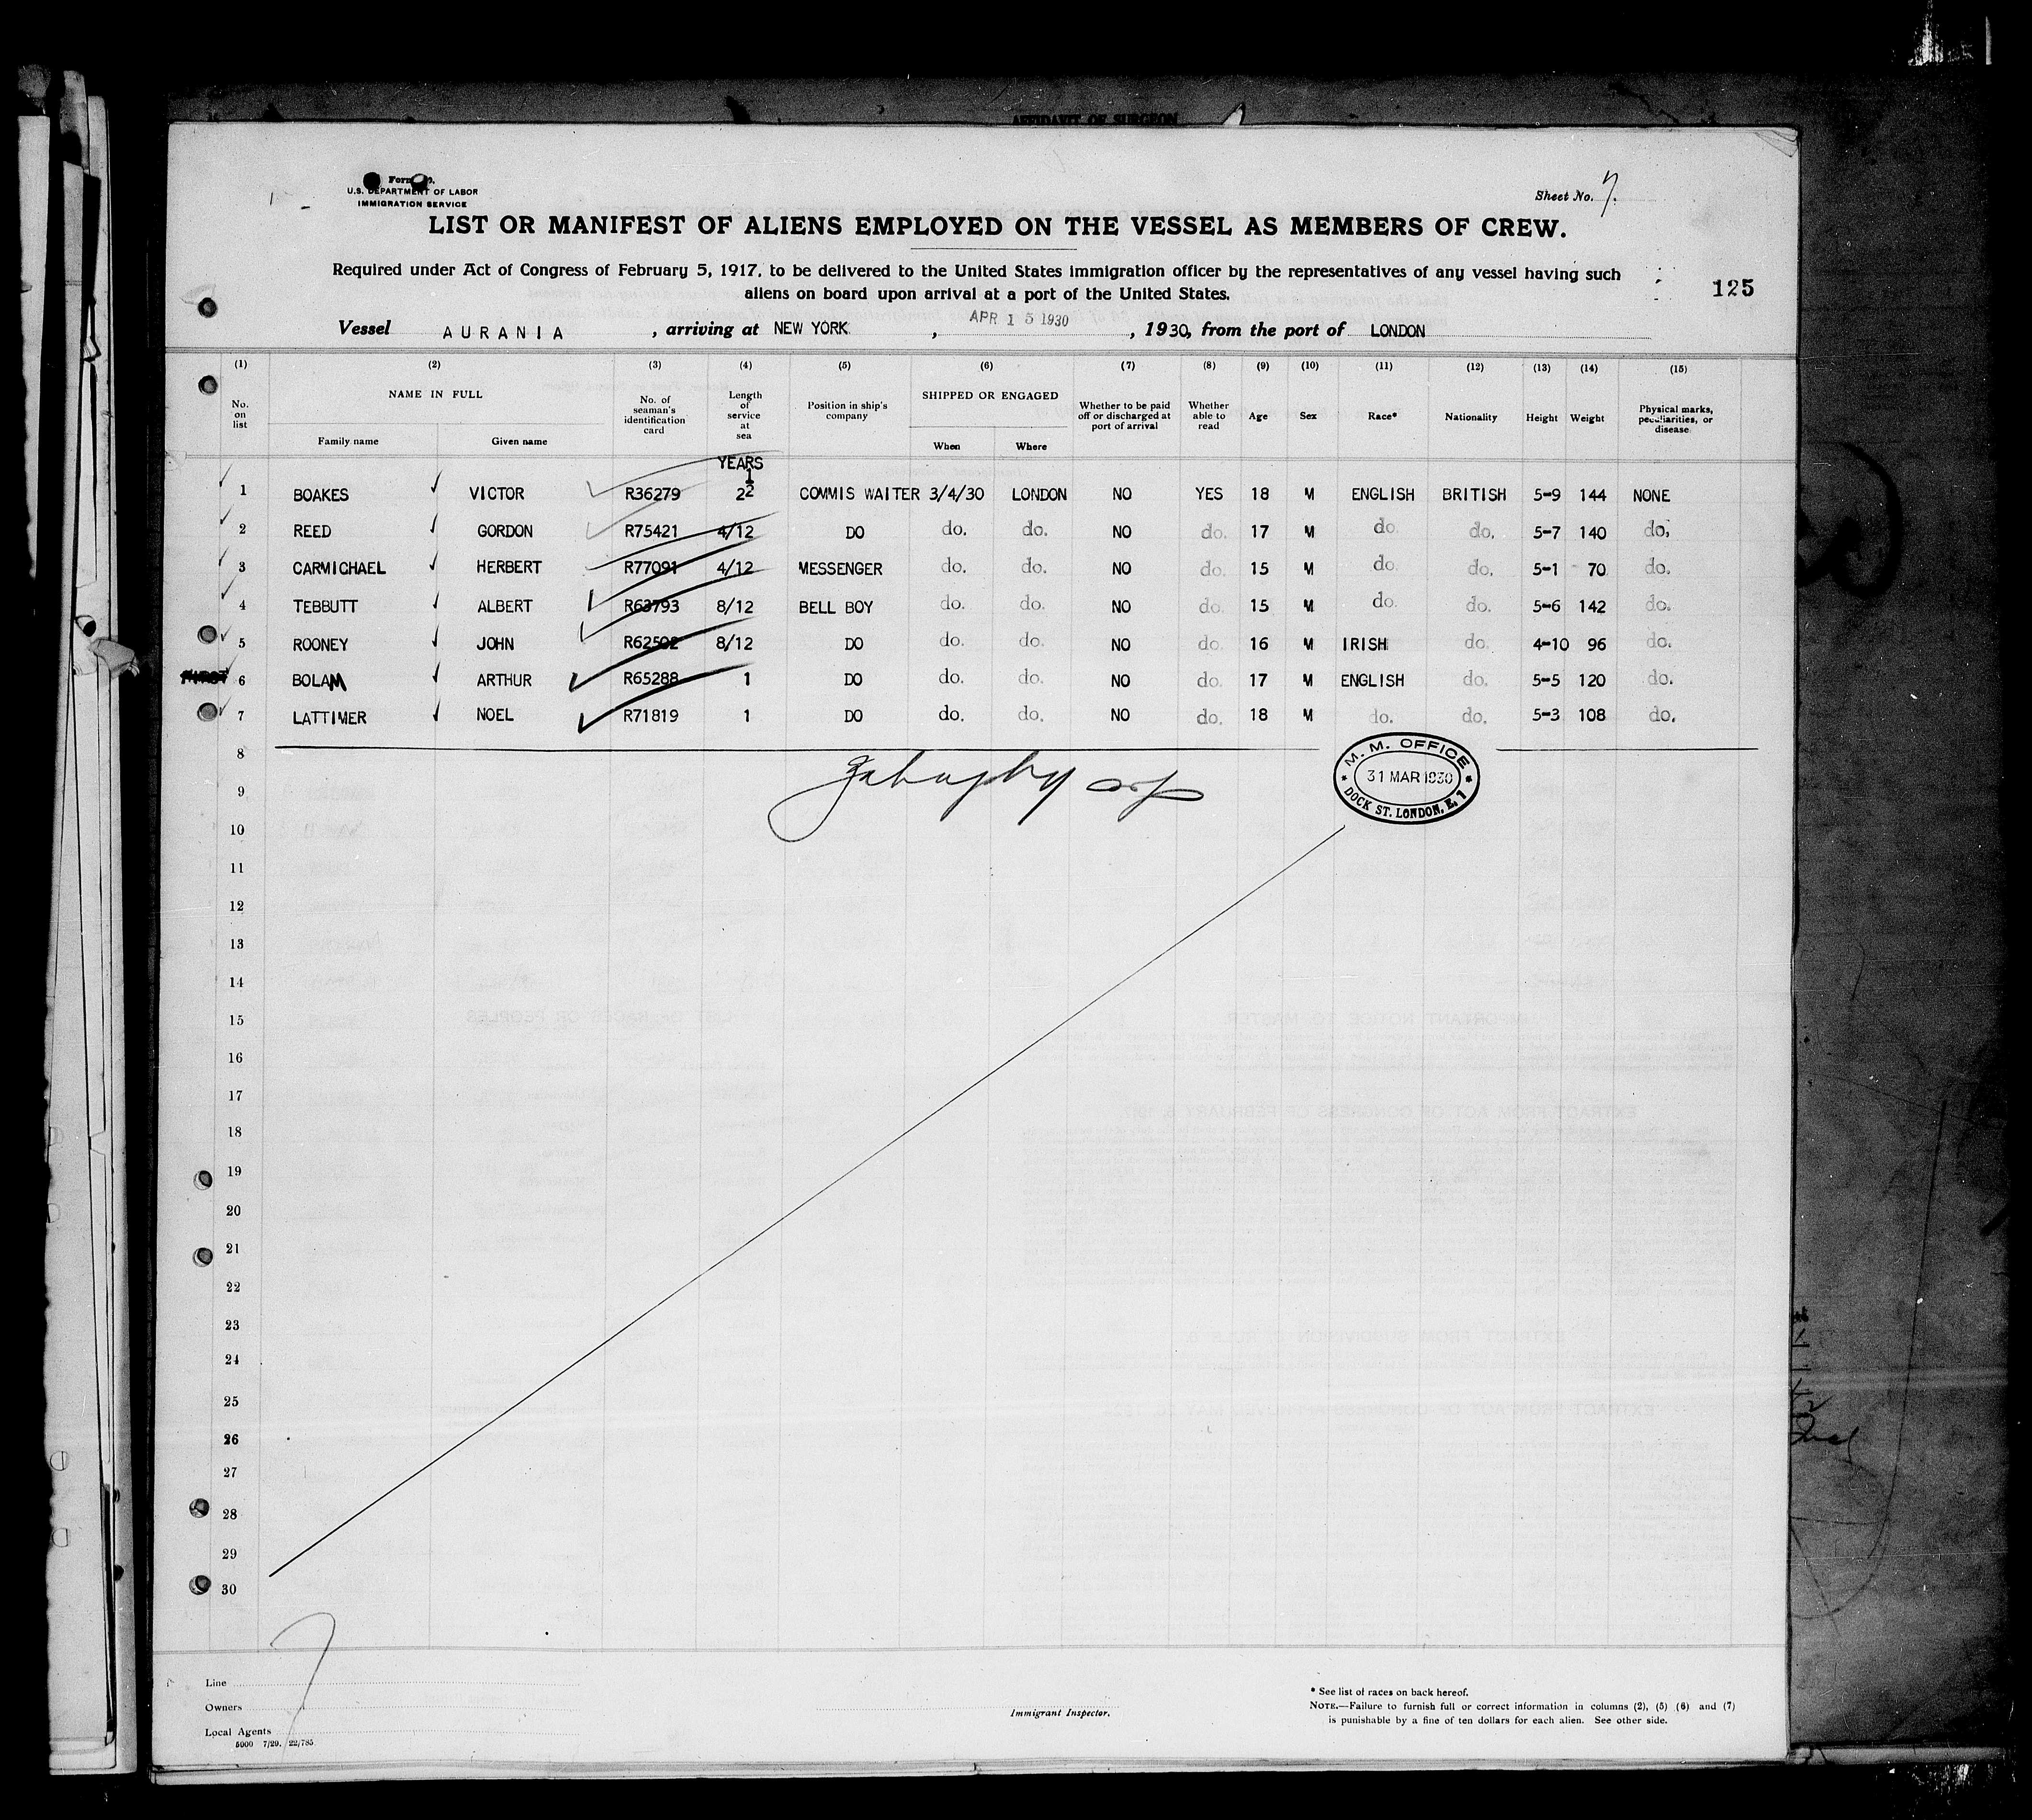 AFFIDAVIT OF SURGEON
U.S. DEPARTMENT OF LABOR
IMMIGRATION SERVICE
Sheet No. 7.
LIST OR MANIFEST OF ALIENS EMPLOYED ON THE VESSEL AS MEMBERS OF CREW.
Required under Act of Congress of February 5, 1917, to be delivered to the United States immigration officer by the representatives of any vessel having such
aliens on board upon arrival at a port of the United States.
125
Vessel AURANIA, arriving at NEW YORK, APR 15 1930, 1930, from the port of LONDON
(1) (2) (3) (4) (5) (6) (7) (8) (9) (10) (11) (12) (13) (14) (15)
No. on list NAME IN FULL Family name Given name No. of seaman's identification card Length of service at sea Position in ship's company SHIPPED OR ENGAGED When Where Whether to be paid off or discharged at port of arrival Whether able to read Age Sex Race* Nationality Height Weight Physical marks, peculiarities, or disease
YEARS
1 BOAKES VICTOR R36279 2 1/2 COMMIS WAITER 3/4/30 LONDON NO YES 18 M ENGLISH BRITISH 5-9 144 NONE
2 REED GORDON R75421 4/12 DO do. do. NO do. 17 M do. do. 5-7 140 do.
3 CARMICHAEL HERBERT R77091 4/12 MESSENGER do. do. NO do. 15 M do. do. 5-1 70 do.
4 TEBBUTT ALBERT R63793 8/12 BELL BOY do. do. NO do. 15 M do. do. 5-6 142 do.
5 ROONEY JOHN R62502 8/12 DO do. do. NO do. 16 M IRISH do. 4-10 96 do.
6 BOLAM ARTHUR R65288 1 DO do. do. NO do. 17 M ENGLISH do. 5-5 120 do.
7 LATTIMER NOEL R71819 1 DO do. do. NO do. 18 M do. do. 5-3 108 do.
8
M. M. OFFICE
31 MAR 1930
DOCK ST. LONDON, E. 1
9
10
11
12
13
14
15
16
17
18
19
20
21
22
23
24
25
26
27
28
29
30
7
Line
Owners
Local Agents
5000 7/29. 22/785
Immigrant Inspector.
* See list of races on back hereof.
NOTE.—Failure to furnish full or correct information in columns (2), (5) (6) and (7)
is punishable by a fine of ten dollars for each alien. See other side.